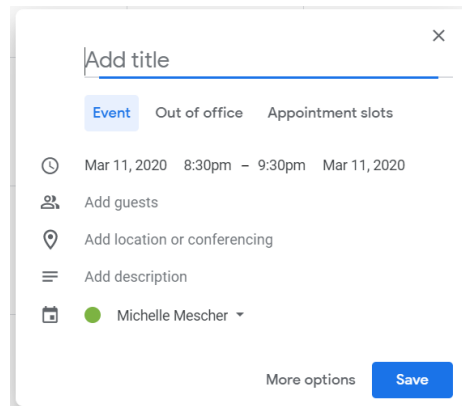 Add title
Event Out of office Appointment slots
Mar 11, 2020 8:30pm – 9:30pm Mar 11, 2020
Add guests
Add location or conferencing
Add description
Michelle Mescher
More options Save